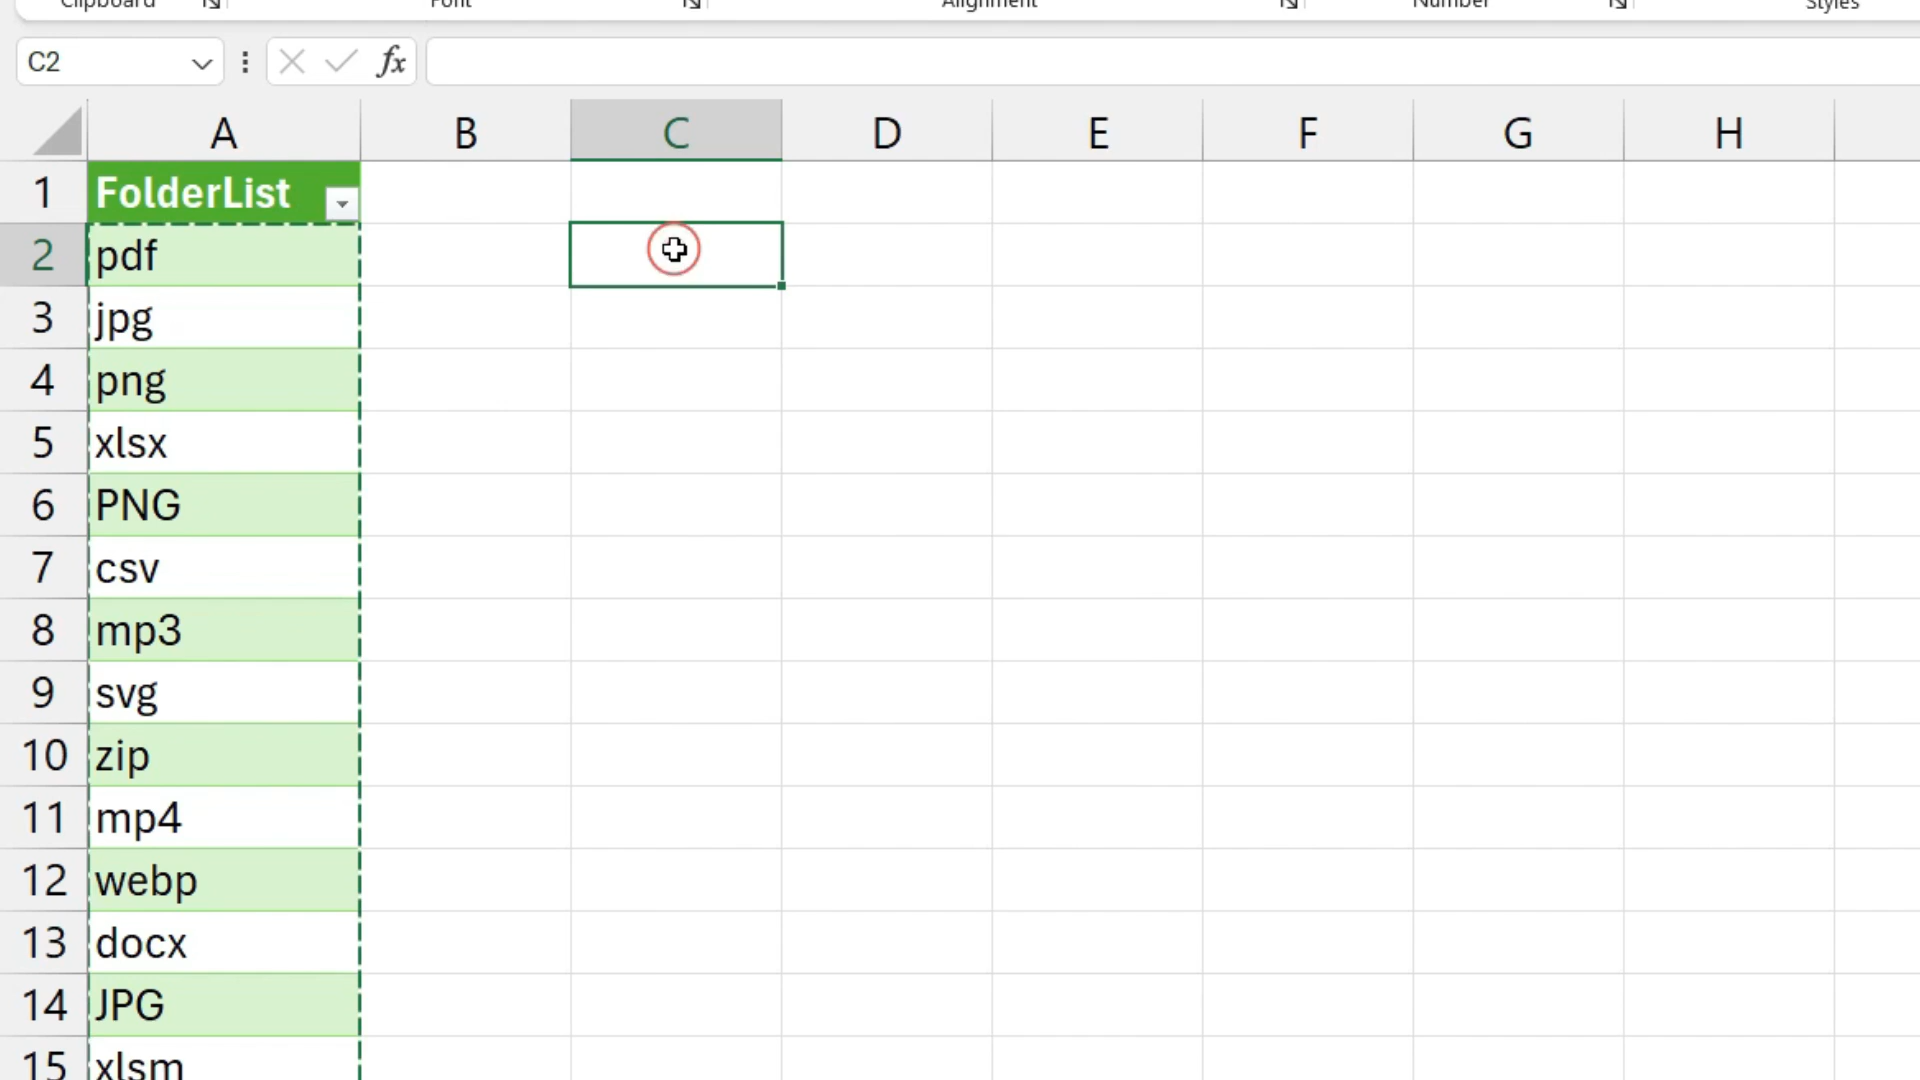 Clipboard Font Alignment Number Styles
C2 fx
A B C D E F G H
1 FolderList
2 pdf
3 jpg
4 png
5 xlsx
6 PNG
7 csv
8 mp3
9 svg
10 zip
11 mp4
12 webp
13 docx
14 JPG
15 xlsm